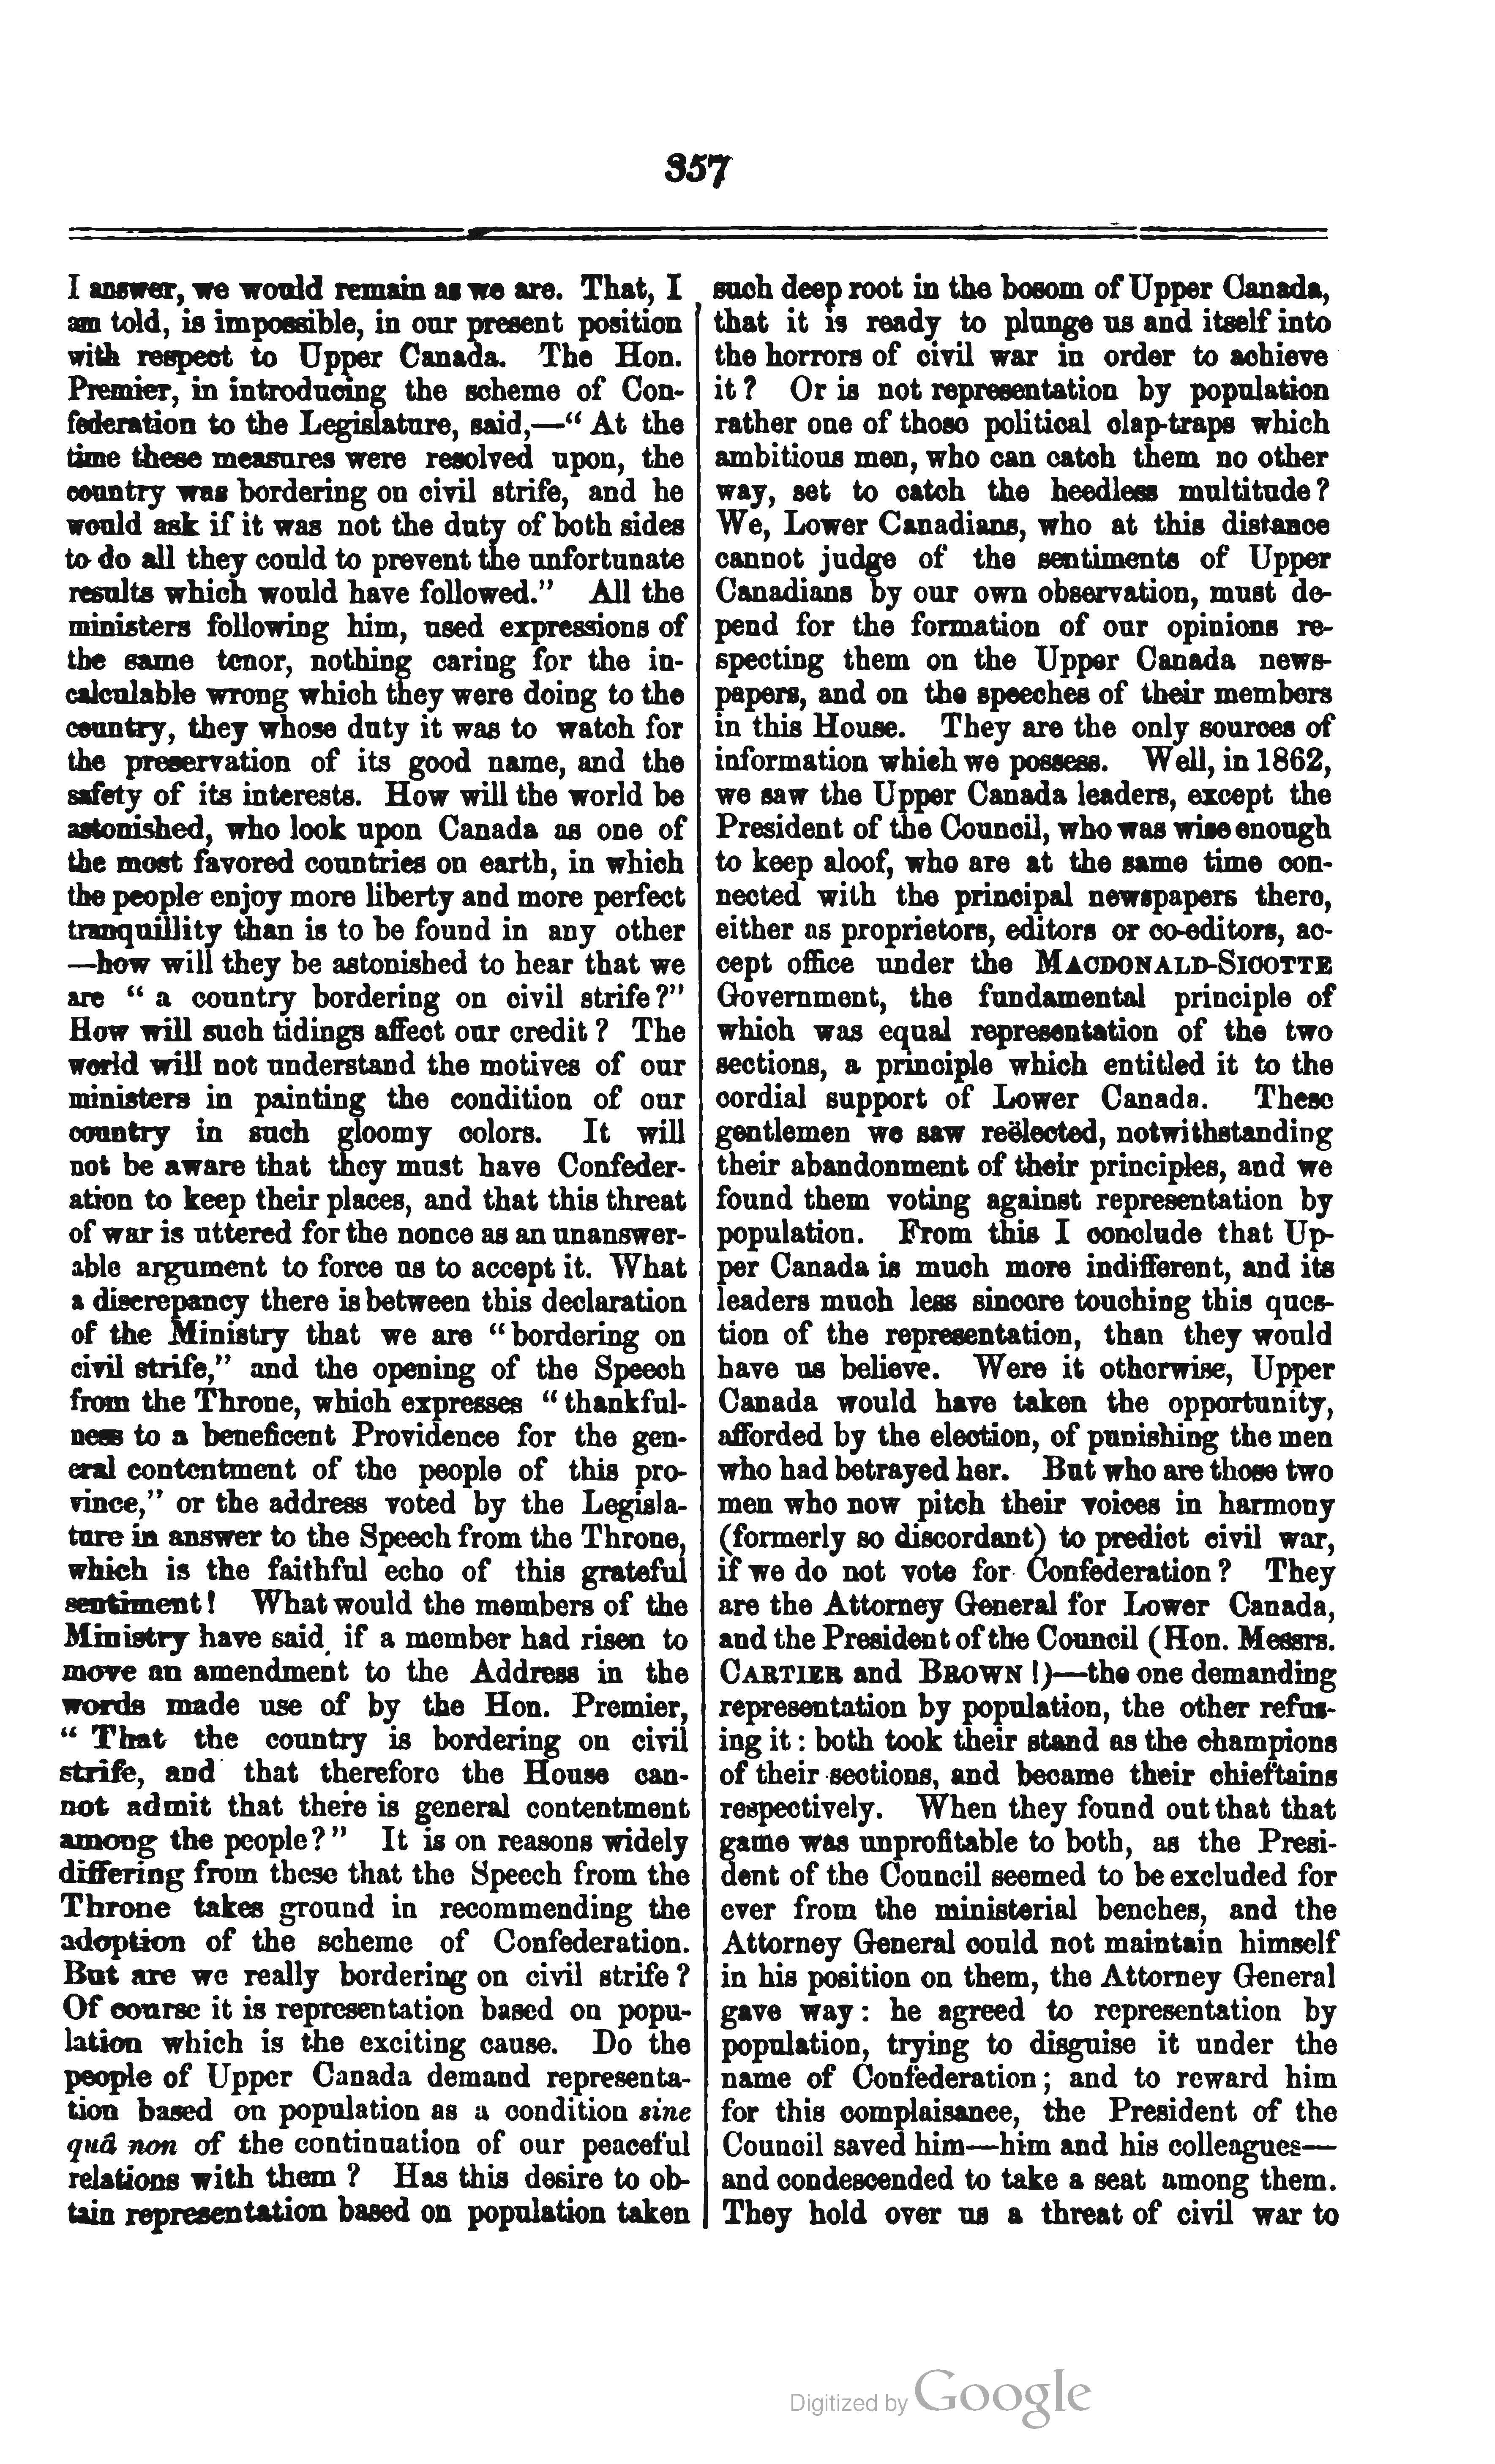 357
I answer, we would remain as we are. That, I
am told, is impossible, in our present position
with respect to Upper Canada. The Hon.
Premier, in introducing the scheme of Con-
federation to the Legislature, said,—“ At the
time these measures were resolved upon, the
country was bordering on civil strife, and he
would ask if it was not the duty of both sides
to do all they could to prevent the unfortunate
results which would have followed.” All the
ministers following him, used expressions of
the same tenor, nothing caring for the in-
calculable wrong which they were doing to the
country, they whose duty it was to watch for
the preservation of its good name, and the
safety of its interests. How will the world be
astonished, who look upon Canada as one of
the most favored countries on earth, in which
the people enjoy more liberty and more perfect
tranquillity than is to be found in any other
—how will they be astonished to hear that we
are “ a country bordering on civil strife?”
How will such tidings affect our credit? The
world will not understand the motives of our
ministers in painting the condition of our
country in such gloomy colors. It will
not be aware that they must have Confeder-
ation to keep their places, and that this threat
of war is uttered for the nonce as an unanswer-
able argument to force us to accept it. What
a discrepancy there is between this declaration
of the Ministry that we are “ bordering on
civil strife,” and the opening of the Speech
from the Throne, which expresses “ thankful-
ness to a beneficent Providence for the gen-
eral contentment of the people of this pro-
vince,” or the address voted by the Legisla-
ture in answer to the Speech from the Throne,
which is the faithful echo of this grateful
sentiment! What would the members of the
Ministry have said if a member had risen to
move an amendment to the Address in the
words made use of by the Hon. Premier,
“ That the country is bordering on civil
strife, and that therefore the House can-
not admit that there is general contentment
among the people?” It is on reasons widely
differing from these that the Speech from the
Throne takes ground in recommending the
adoption of the scheme of Confederation.
But are we really bordering on civil strife?
Of course it is representation based on popu-
lation which is the exciting cause. Do the
people of Upper Canada demand representa-
tion based on population as a condition sine
quâ non of the continuation of our peaceful
relations with them? Has this desire to ob-
tain representation based on population taken
such deep root in the bosom of Upper Canada,
that it is ready to plunge us and itself into
the horrors of civil war in order to achieve
it? Or is not representation by population
rather one of those political clap-traps which
ambitious men, who can catch them no other
way, set to catch the heedless multitude?
We, Lower Canadians, who at this distance
cannot judge of the sentiments of Upper
Canadians by our own observation, must de-
pend for the formation of our opinions re-
specting them on the Upper Canada news-
papers, and on the speeches of their members
in this House. They are the only sources of
information which we possess. Well, in 1862,
we saw the Upper Canada leaders, except the
President of the Council, who was wise enough
to keep aloof, who are at the same time con-
nected with the principal newspapers there,
either as proprietors, editors or co-editors, ac-
cept office under the MACDONALD-SICOTTE
Government, the fundamental principle of
which was equal representation of the two
sections, a principle which entitled it to the
cordial support of Lower Canada. These
gentlemen we saw reëlected, notwithstanding
their abandonment of their principles, and we
found them voting against representation by
population. From this I conclude that Up-
per Canada is much more indifferent, and its
leaders much less sincere touching this ques-
tion of the representation, than they would
have us believe. Were it otherwise, Upper
Canada would have taken the opportunity,
afforded by the election, of punishing the men
who had betrayed her. But who are those two
men who now pitch their voices in harmony
(formerly so discordant) to predict civil war,
if we do not vote for Confederation? They
are the Attorney General for Lower Canada,
and the President of the Council (Hon. Messrs.
CARTIER and BROWN!)—the one demanding
representation by population, the other refus-
ing it : both took their stand as the champions
of their sections, and became their chieftains
respectively. When they found out that that
game was unprofitable to both, as the Presi-
dent of the Council seemed to be excluded for
ever from the ministerial benches, and the
Attorney General could not maintain himself
in his position on them, the Attorney General
gave way : he agreed to representation by
population, trying to disguise it under the
name of Confederation ; and to reward him
for this complaisance, the President of the
Council saved him—him and his colleagues—
and condescended to take a seat among them.
They hold over us a threat of civil war to
Digitized by Google